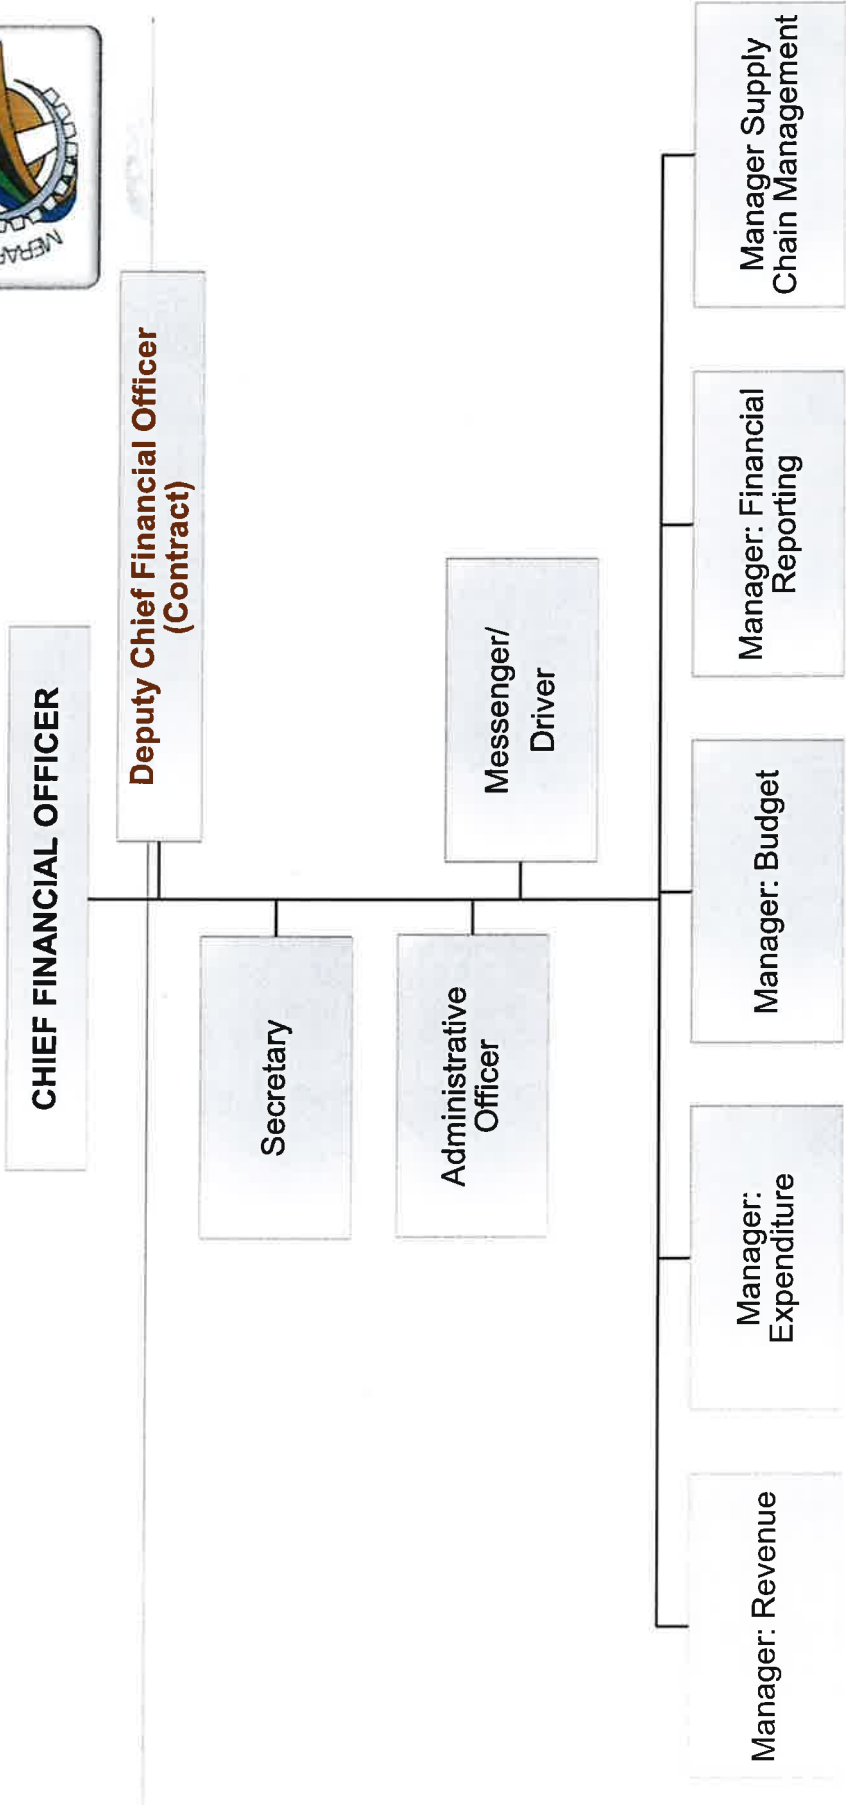 CHIEF FINANCIAL OFFICER
Deputy Chief Financial Officer
(Contract)
Secretary
Administrative
Officer
Messenger/
Driver
Manager: Revenue
Manager:
Expenditure
Manager: Budget
Manager: Financial
Reporting
Manager Supply
Chain Management